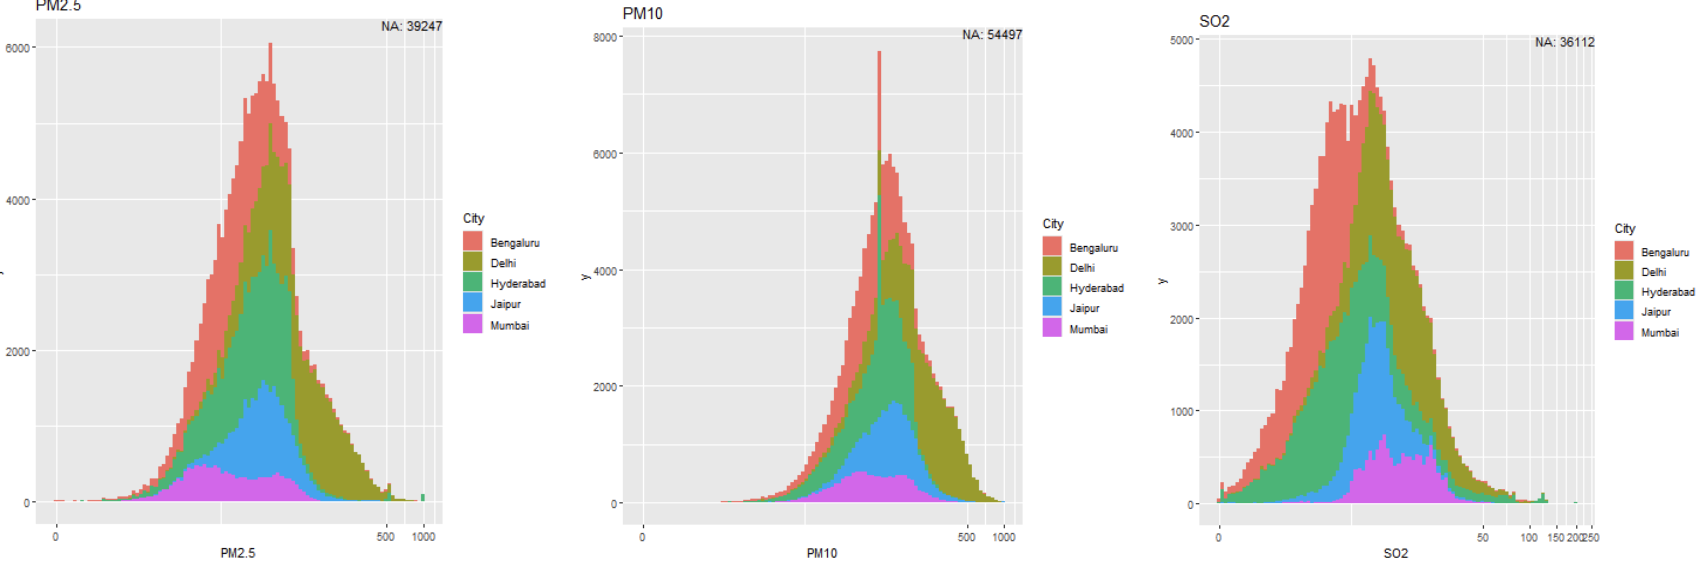 PM2.5
NA: 39247
6000
4000
2000
0
y
0 500 1000
PM2.5
City
Bengaluru
Delhi
Hyderabad
Jaipur
Mumbai
PM10
NA: 54497
8000
6000
4000
2000
0
y
0 500 1000
PM10
City
Bengaluru
Delhi
Hyderabad
Jaipur
Mumbai
SO2
NA: 36112
5000
4000
3000
2000
1000
0
y
0 50 100 150 200 250
SO2
City
Bengaluru
Delhi
Hyderabad
Jaipur
Mumbai